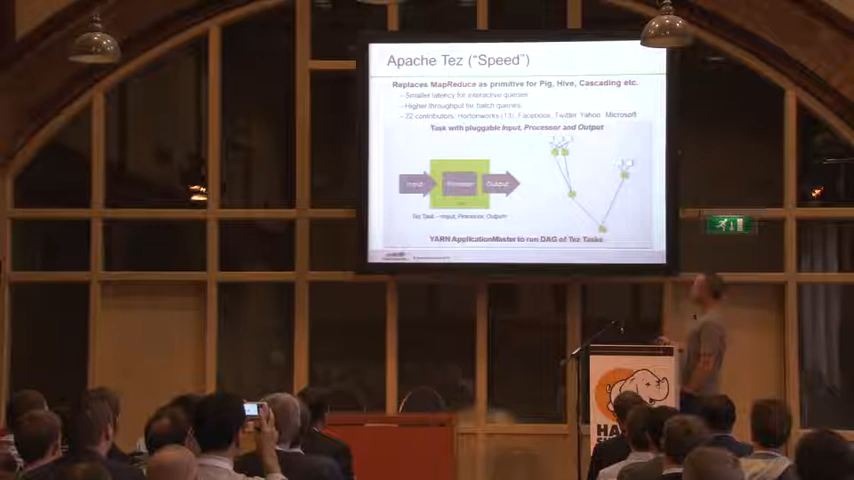 Apache Tez ("Speed")
Replaces MapReduce as primitive for Pig, Hive, Cascading etc.
–Smaller latency for interactive queries
–Higher throughput for batch queries
–22 contributors: Hortonworks (13), Facebook, Twitter, Yahoo, Microsoft
Task with pluggable Input, Processor and Output
Input
Processor
Output
Task
Tez Task - <Input, Processor, Output>
YARN ApplicationMaster to run DAG of Tez Tasks